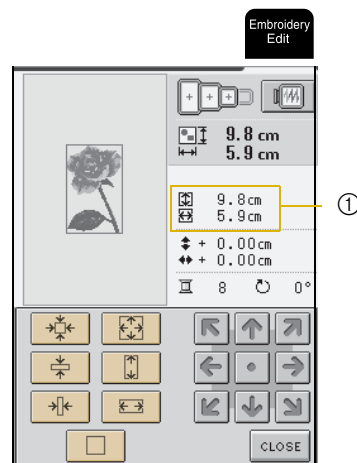 Embroidery
Edit
9.8 cm
5.9 cm
9.8cm
5.9cm
①
+ 0.00cm
+ 0.00cm
8 0°
CLOSE